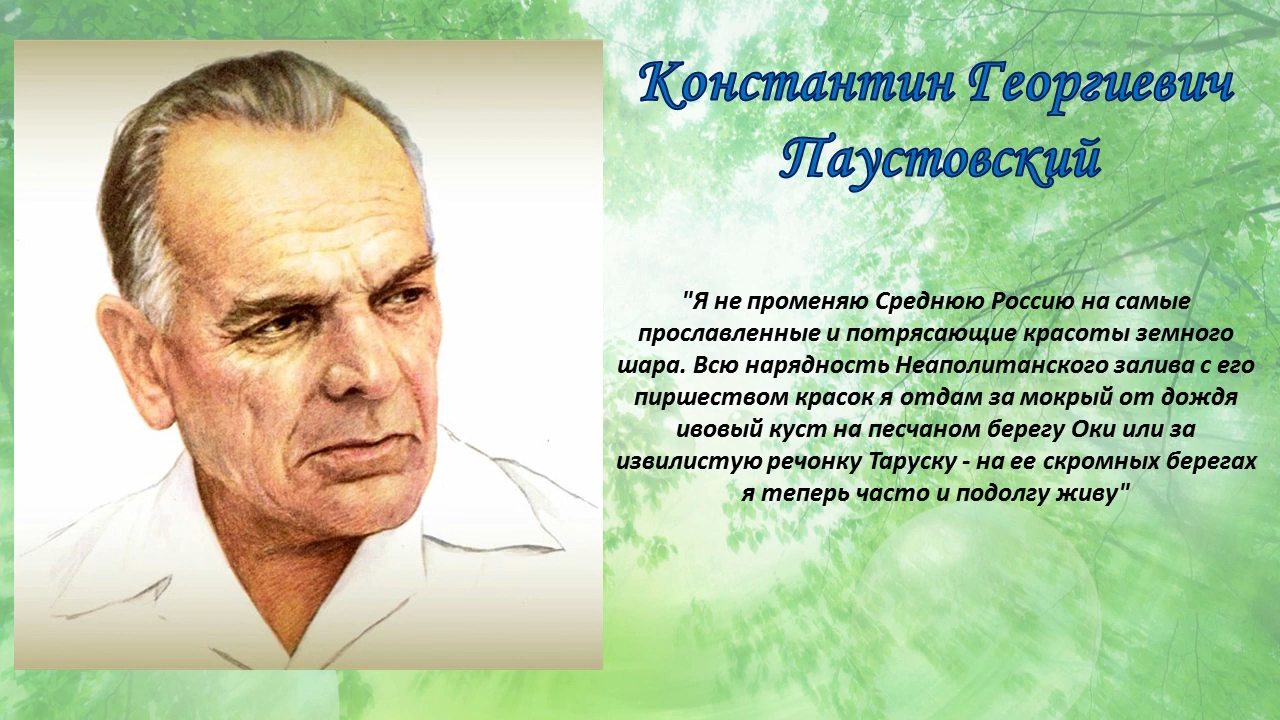 Константин Георгиевич
Паустовский
"Я не променяю Среднюю Россию на самые
прославленные и потрясающие красоты земного
шара. Всю нарядность Неаполитанского залива с его
пиршеством красок я отдам за мокрый от дождя
ивовый куст на песчаном берегу Оки или за
извилистую речонку Таруску - на ее скромных берегах
я теперь часто и подолгу живу"